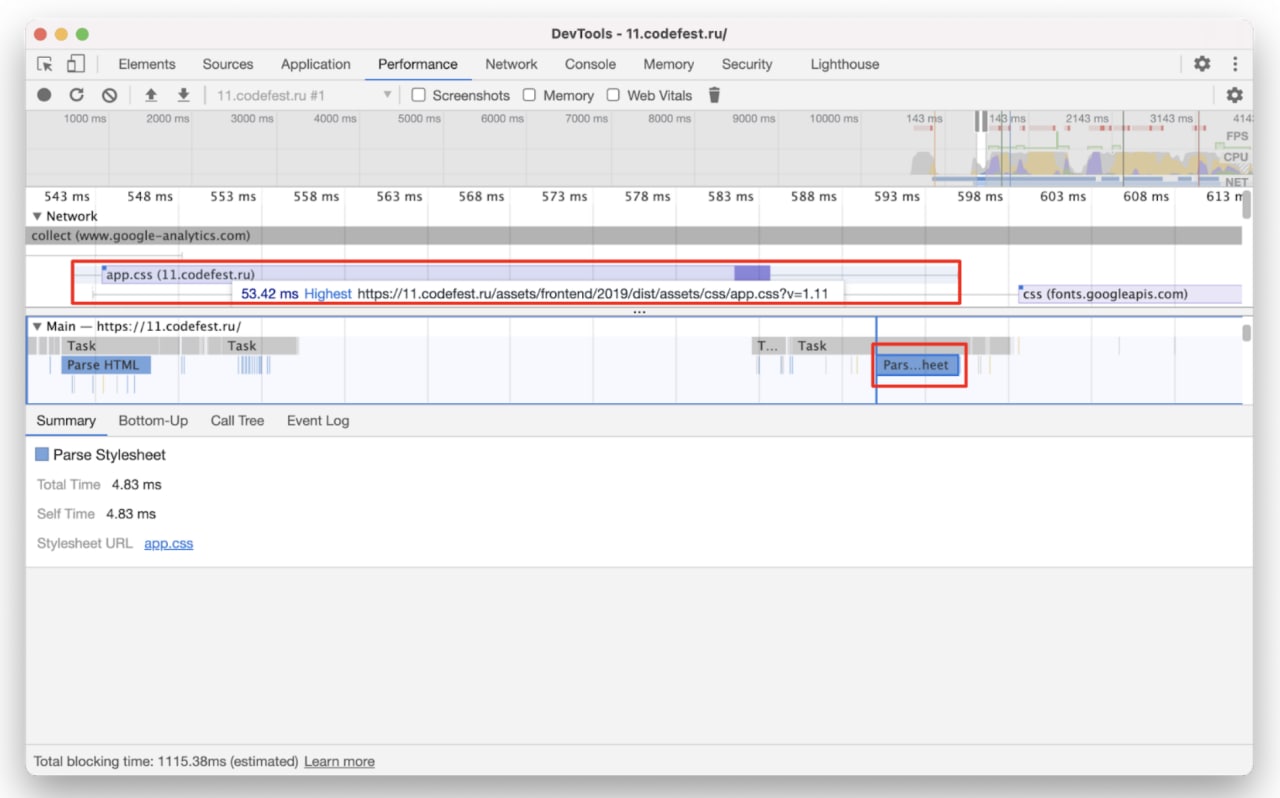 DevTools - 11.codefest.ru/
Elements Sources Application Performance Network Console Memory Security Lighthouse
11.codefest.ru #1 Screenshots Memory Web Vitals
1000 ms 2000 ms 3000 ms 4000 ms 5000 ms 6000 ms 7000 ms 8000 ms 9000 ms 10000 ms 143 ms 143 ms 2143 ms 3143 ms 414
FPS
CPU
NET
543 ms 548 ms 553 ms 558 ms 563 ms 568 ms 573 ms 578 ms 583 ms 588 ms 593 ms 598 ms 603 ms 608 ms 613 m
Network
collect (www.google-analytics.com)
app.css (11.codefest.ru)
53.42 ms Highest https://11.codefest.ru/assets/frontend/2019/dist/assets/css/app.css?v=1.11
css (fonts.googleapis.com)
Main — https://11.codefest.ru/
Task Task T... Task
Parse HTML Pars...heet
Summary Bottom-Up Call Tree Event Log
Parse Stylesheet
Total Time 4.83 ms
Self Time 4.83 ms
Stylesheet URL app.css
Total blocking time: 1115.38ms (estimated) Learn more